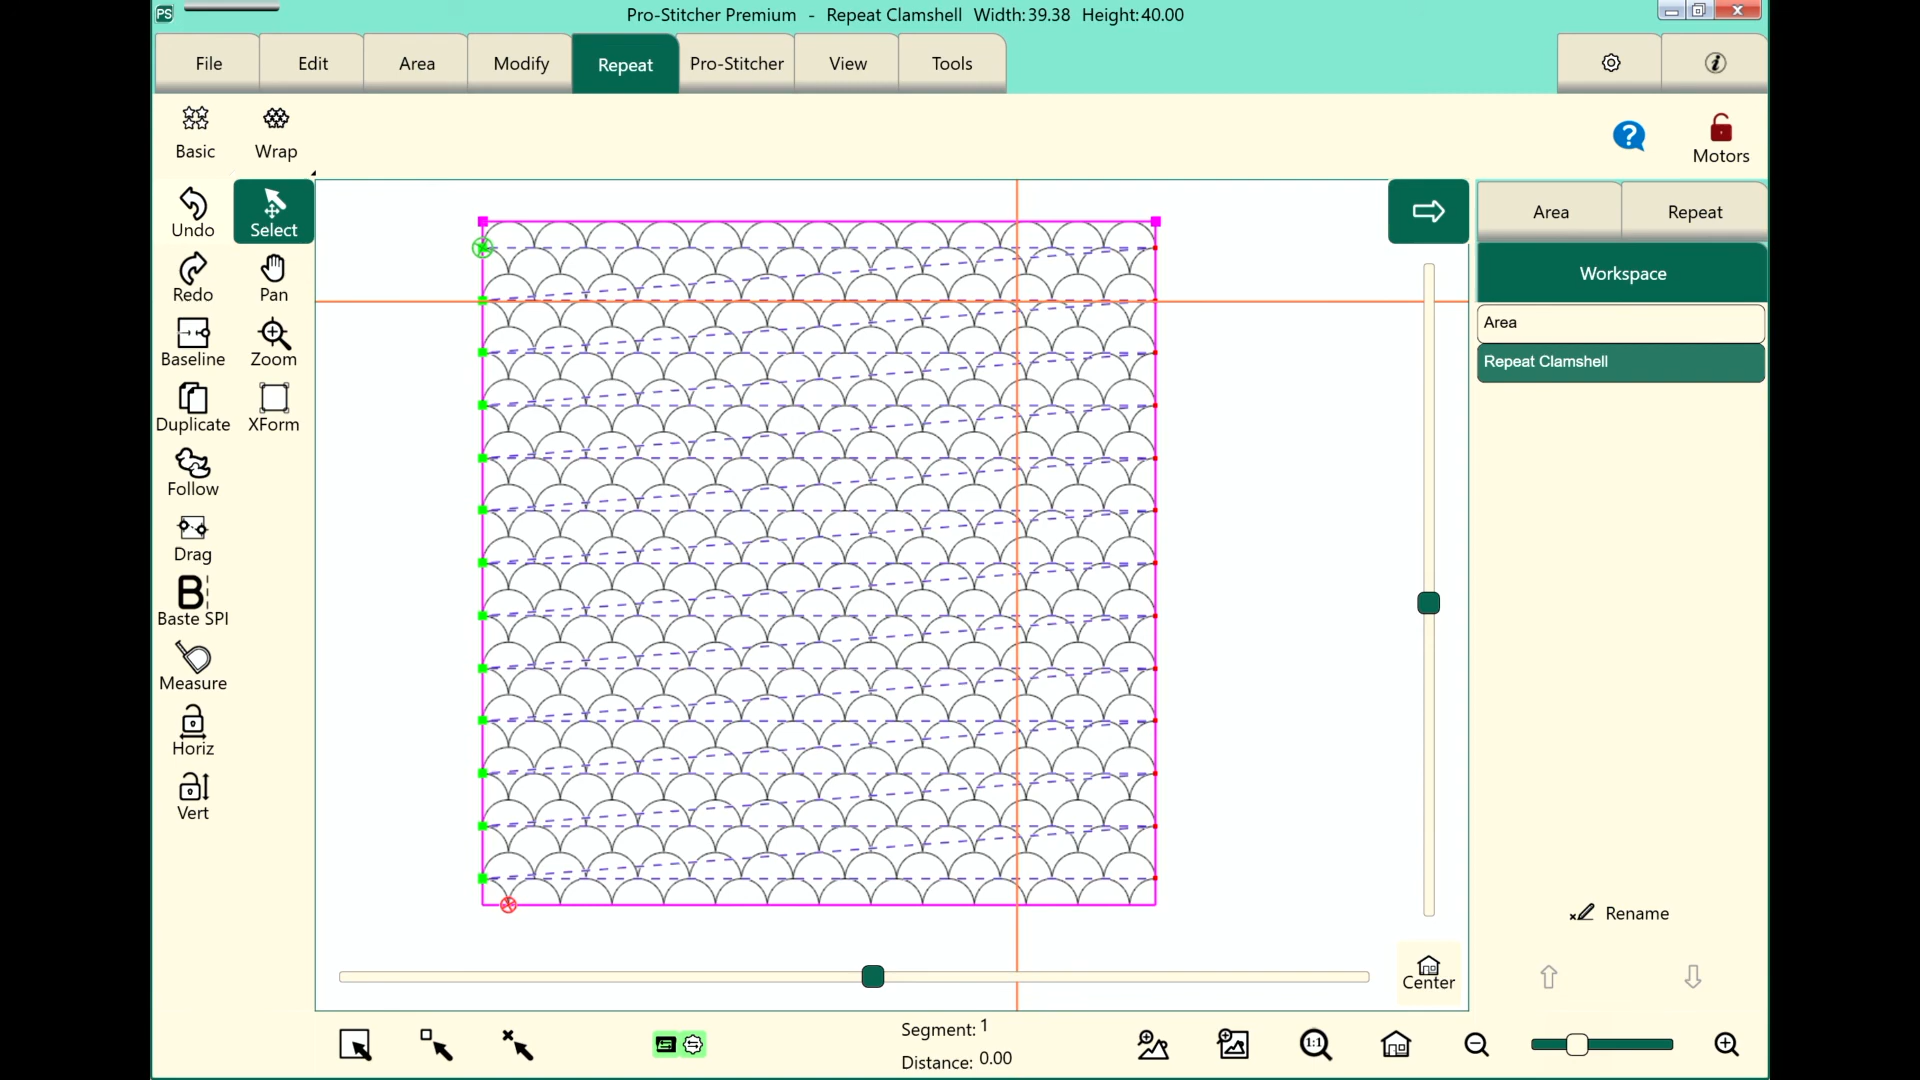 PS
Pro-Stitcher Premium - Repeat Clamshell Width:39.38 Height:40.00
File Edit Area Modify Repeat Pro-Stitcher View Tools
Basic Wrap
Motors
Undo Select
Redo Pan
Baseline Zoom
Duplicate XForm
Follow
Drag
B
Baste SPI
Measure
Horiz
Vert
Area Repeat
Workspace
Area
Repeat Clamshell
Rename
Center
Segment: 1
Distance: 0.00
1:1